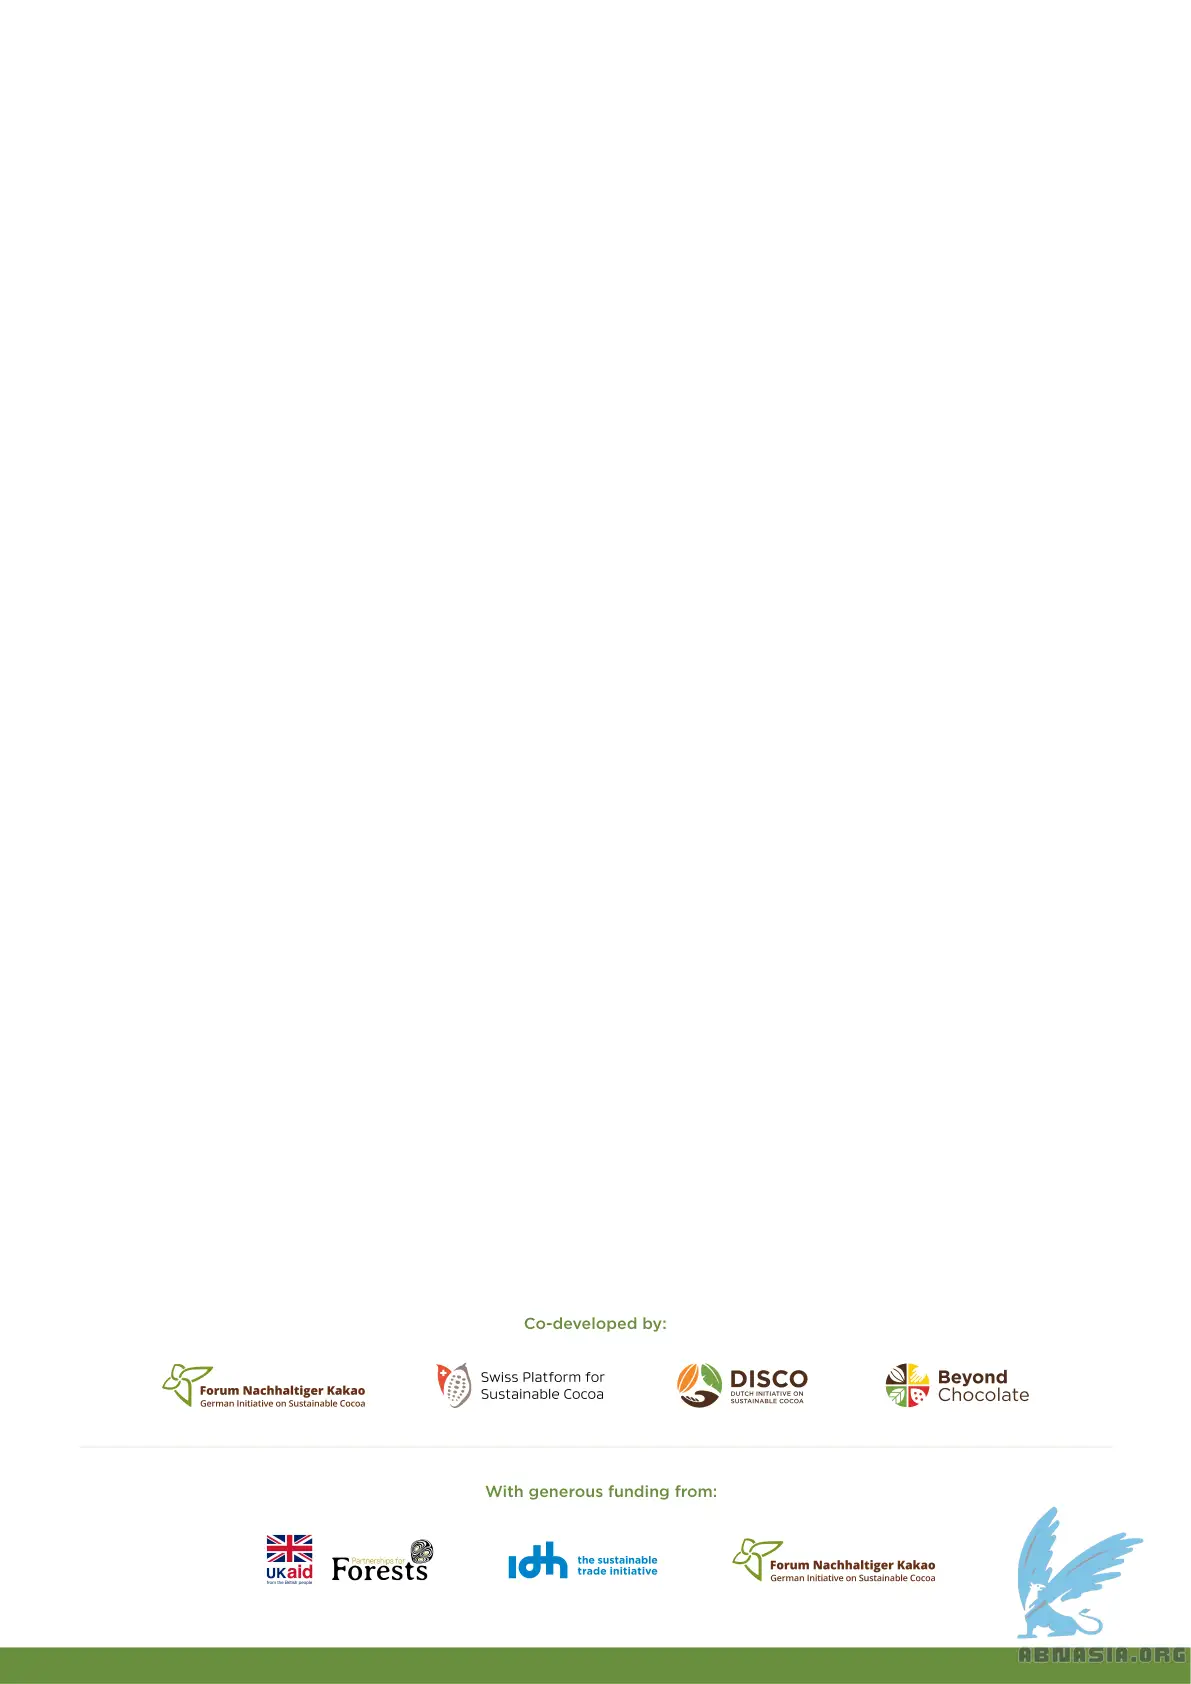 Co-developed by:
Forum Nachhaltiger Kakao
German Initiative on Sustainable Cocoa
Swiss Platform for
Sustainable Cocoa
DISCO
DUTCH INITIATIVE ON
SUSTAINABLE COCOA
Beyond
Chocolate
With generous funding from:
UKaid
from the British people
Partnerships for
Forests
idh
the sustainable
trade initiative
Forum Nachhaltiger Kakao
German Initiative on Sustainable Cocoa
ABNASIA.ORG